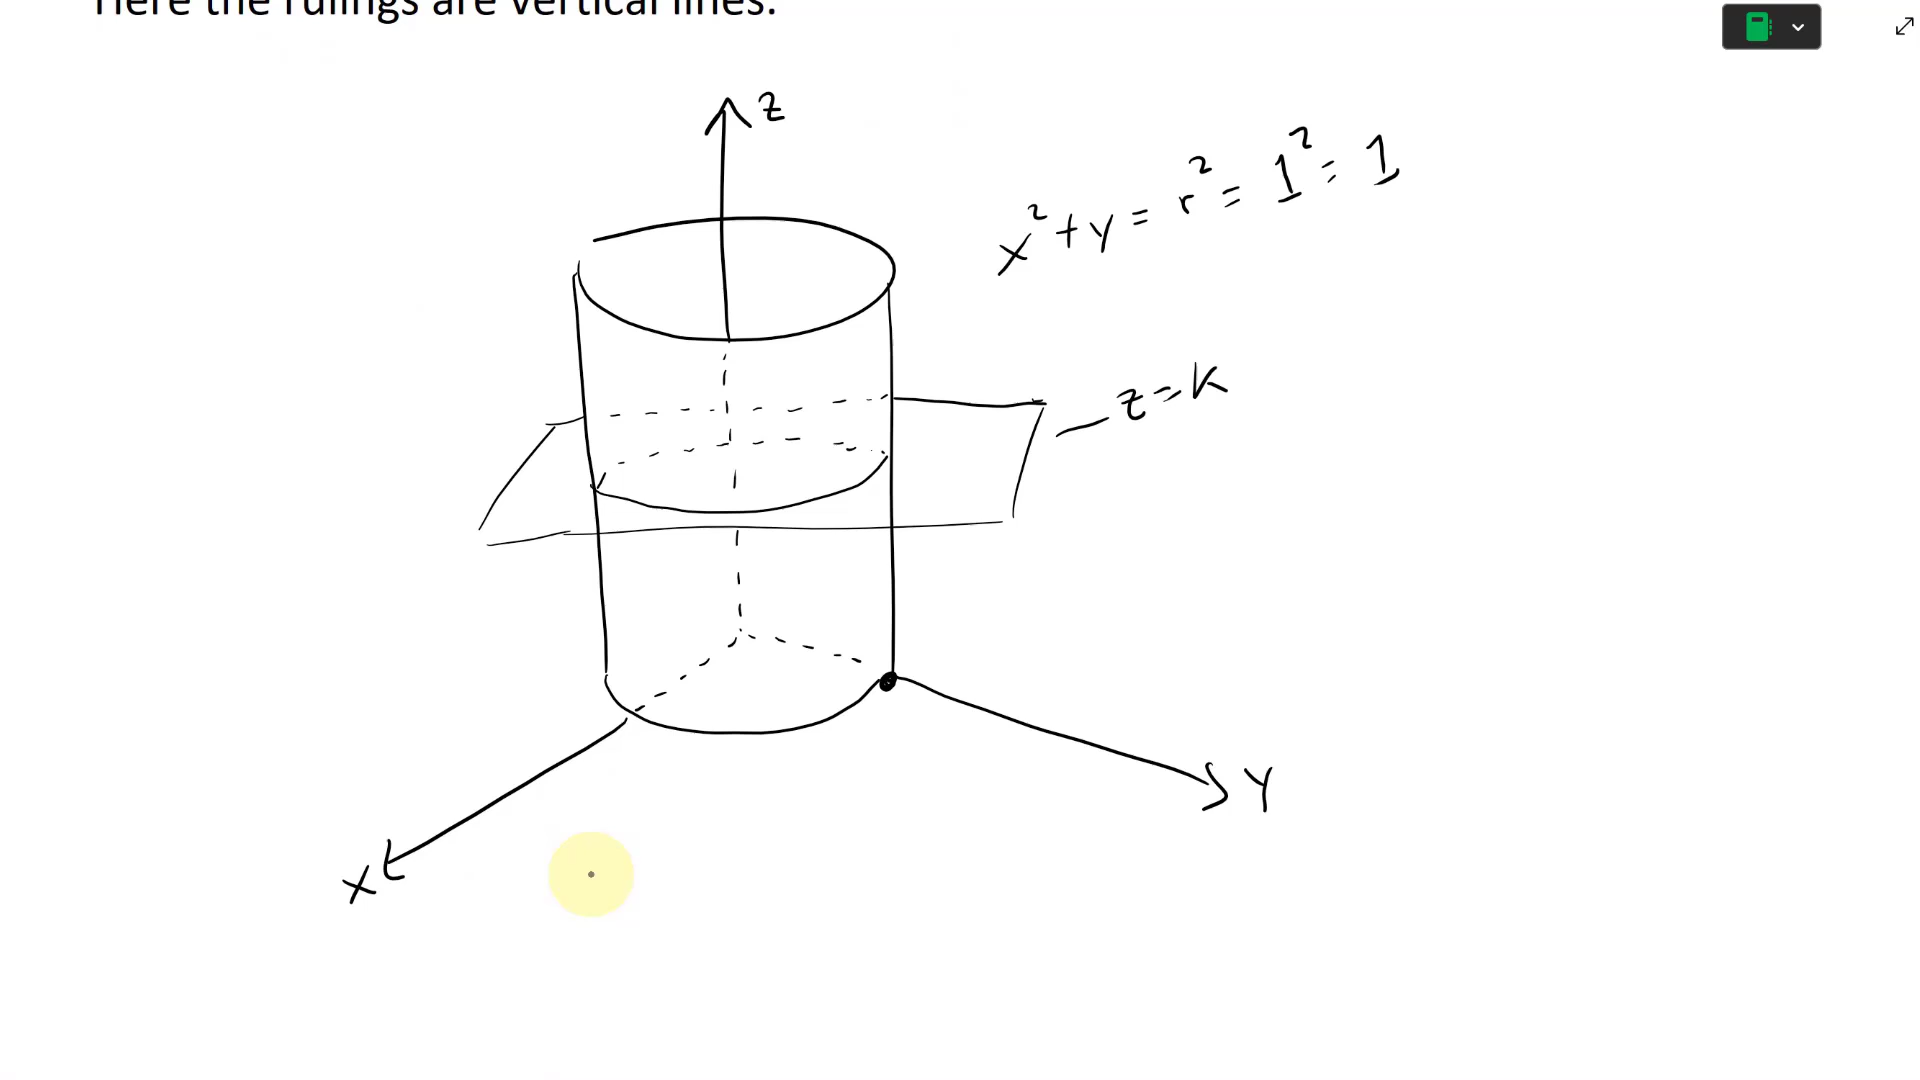 Here the rulings are vertical lines.
z
x² + y = r² = 1² = 1
z = k
y
x